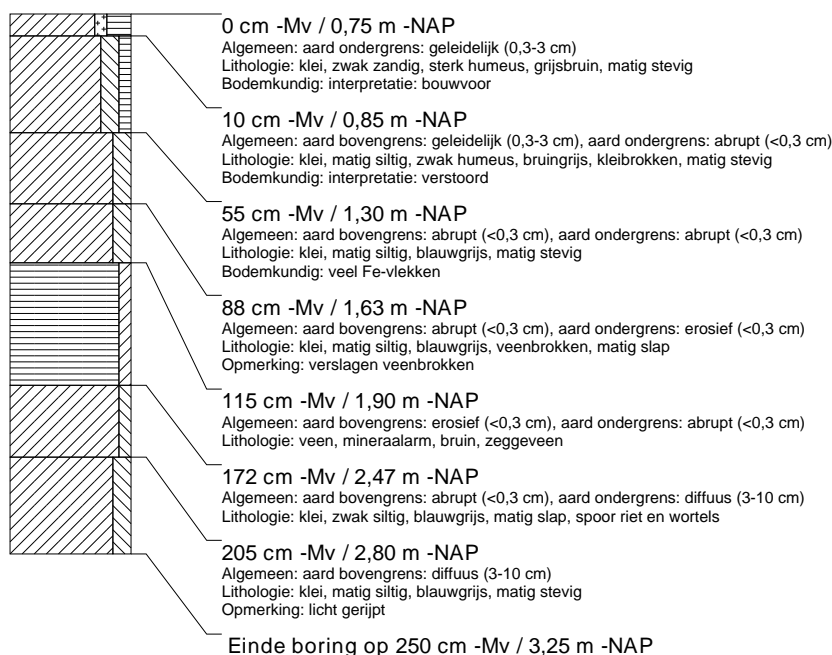 0 cm -Mv / 0,75 m -NAP
Algemeen: aard ondergrens: geleidelijk (0,3-3 cm)
Lithologie: klei, zwak zandig, sterk humeus, grijsbruin, matig stevig
Bodemkundig: interpretatie: bouwvoor
10 cm -Mv / 0,85 m -NAP
Algemeen: aard bovengrens: geleidelijk (0,3-3 cm), aard ondergrens: abrupt (<0,3 cm)
Lithologie: klei, matig siltig, zwak humeus, bruingrijs, kleibrokken, matig stevig
Bodemkundig: interpretatie: verstoord
55 cm -Mv / 1,30 m -NAP
Algemeen: aard bovengrens: abrupt (<0,3 cm), aard ondergrens: abrupt (<0,3 cm)
Lithologie: klei, matig siltig, blauwgrijs, matig stevig
Bodemkundig: veel Fe-vlekken
88 cm -Mv / 1,63 m -NAP
Algemeen: aard bovengrens: abrupt (<0,3 cm), aard ondergrens: erosief (<0,3 cm)
Lithologie: klei, matig siltig, blauwgrijs, veenbrokken, matig slap
Opmerking: verslagen veenbrokken
115 cm -Mv / 1,90 m -NAP
Algemeen: aard bovengrens: erosief (<0,3 cm), aard ondergrens: abrupt (<0,3 cm)
Lithologie: veen, mineraalarm, bruin, zeggeveen
172 cm -Mv / 2,47 m -NAP
Algemeen: aard bovengrens: abrupt (<0,3 cm), aard ondergrens: diffuus (3-10 cm)
Lithologie: klei, zwak siltig, blauwgrijs, matig slap, spoor riet en wortels
205 cm -Mv / 2,80 m -NAP
Algemeen: aard bovengrens: diffuus (3-10 cm)
Lithologie: klei, matig siltig, blauwgrijs, matig stevig
Opmerking: licht gerijpt
Einde boring op 250 cm -Mv / 3,25 m -NAP